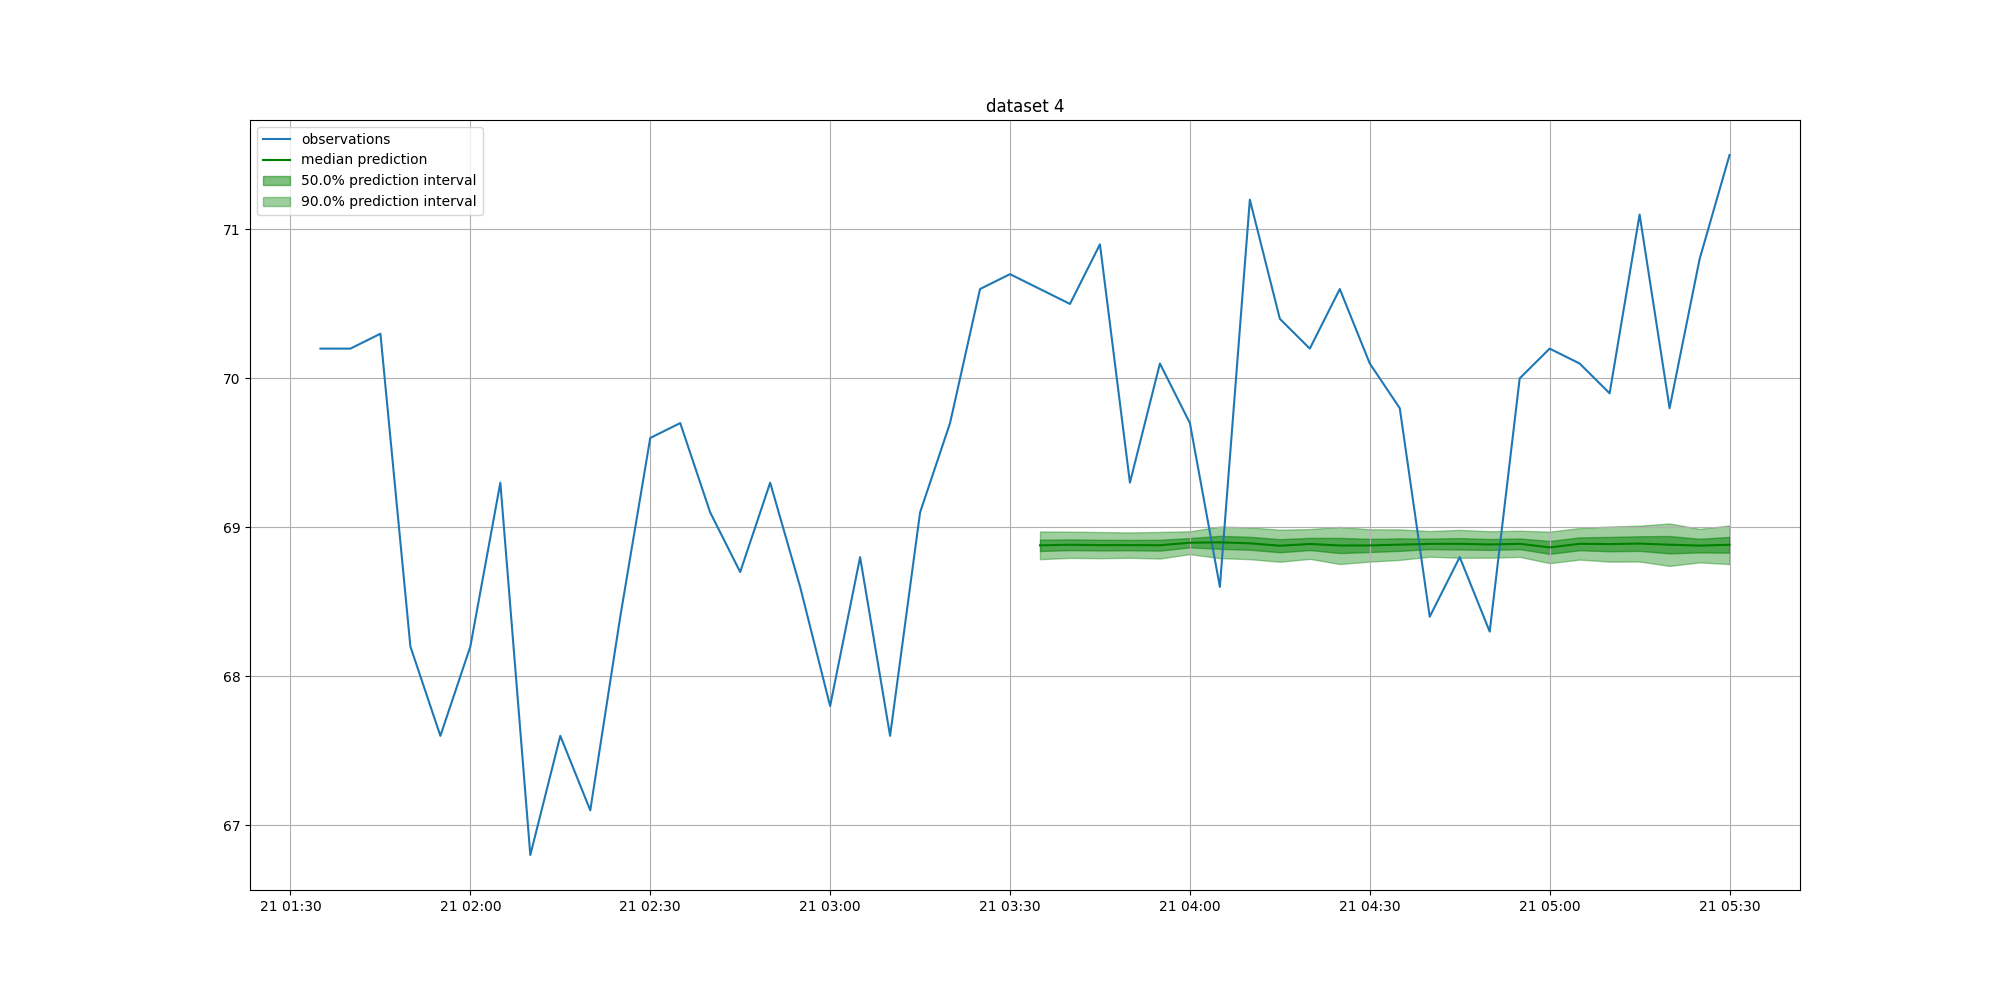 dataset 4
observations
median prediction
50.0% prediction interval
90.0% prediction interval
71
70
69
68
67
21 01:30
21 02:00
21 02:30
21 03:00
21 03:30
21 04:00
21 04:30
21 05:00
21 05:30